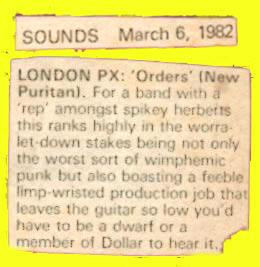 SOUNDS March 6, 1982
LONDON PX: 'Orders' (New
Puritan). For a band with a
'rep' amongst spikey herberts
this ranks highly in the worra-
let-down stakes being not only
the worst sort of wimphemic
punk but also boasting a feeble
limp-wristed production job that
leaves the guitar so low you'd
have to be a dwarf or a
member of Dollar to hear it.